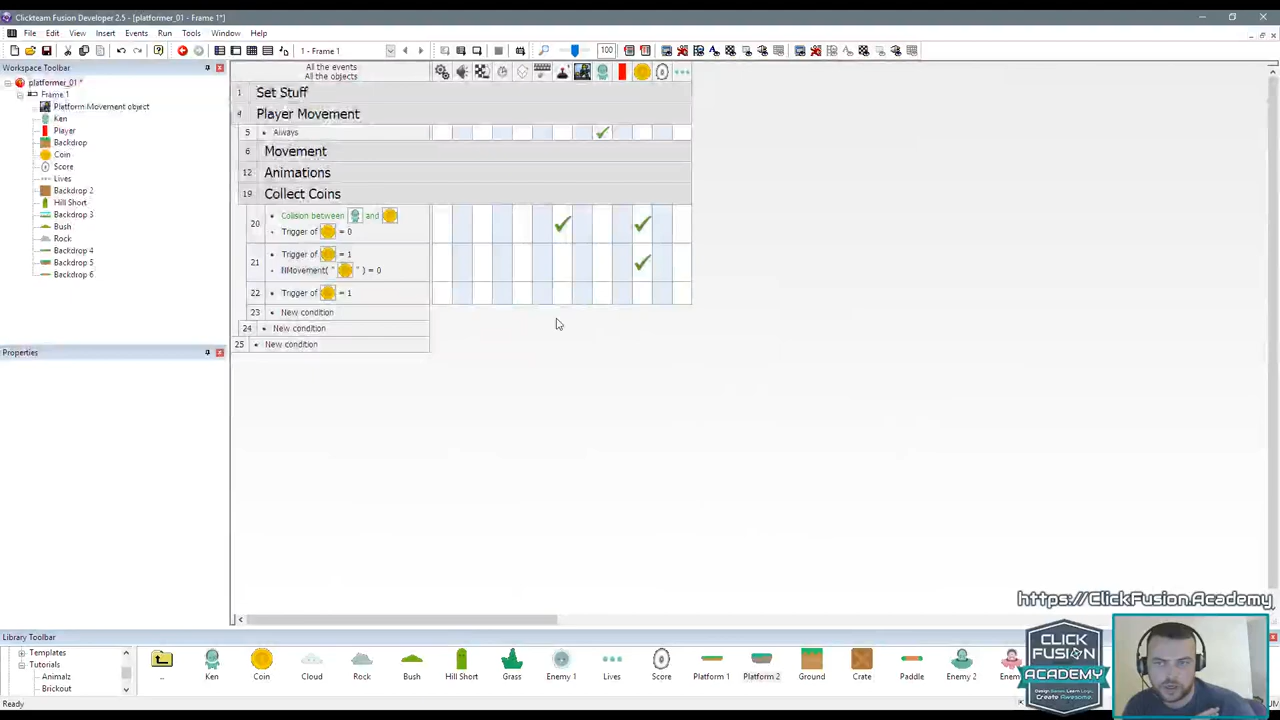 Clickteam Fusion Developer 2.5 - [platformer_01 - Frame 1*]
File Edit View Insert Events Run Tools Window Help
1 - Frame 1
100
Workspace Toolbar
platformer_01 *
Frame 1
Platform Movement object
Ken
Player
Backdrop
Coin
Score
Lives
Backdrop 2
Hill Short
Backdrop 3
Bush
Rock
Backdrop 4
Backdrop 5
Backdrop 6
Properties
All the events
All the objects
1 Set Stuff
4 Player Movement
5 • Always
6 Movement
12 Animations
19 Collect Coins
20 • Collision between and
• Trigger of = 0
21 • Trigger of = 1
• NMovement( " " ) = 0
22 • Trigger of = 1
23 • New condition
24 • New condition
25 • New condition
Library Toolbar
Templates
Tutorials
Animalz
Brickout
..
Ken
Coin
Cloud
Rock
Bush
Hill Short
Grass
Enemy 1
Lives
Score
Platform 1
Platform 2
Ground
Crate
Paddle
Enemy 2
https://ClickFusion.Academy
CLICK
FUSION
ACADEMY
Ready